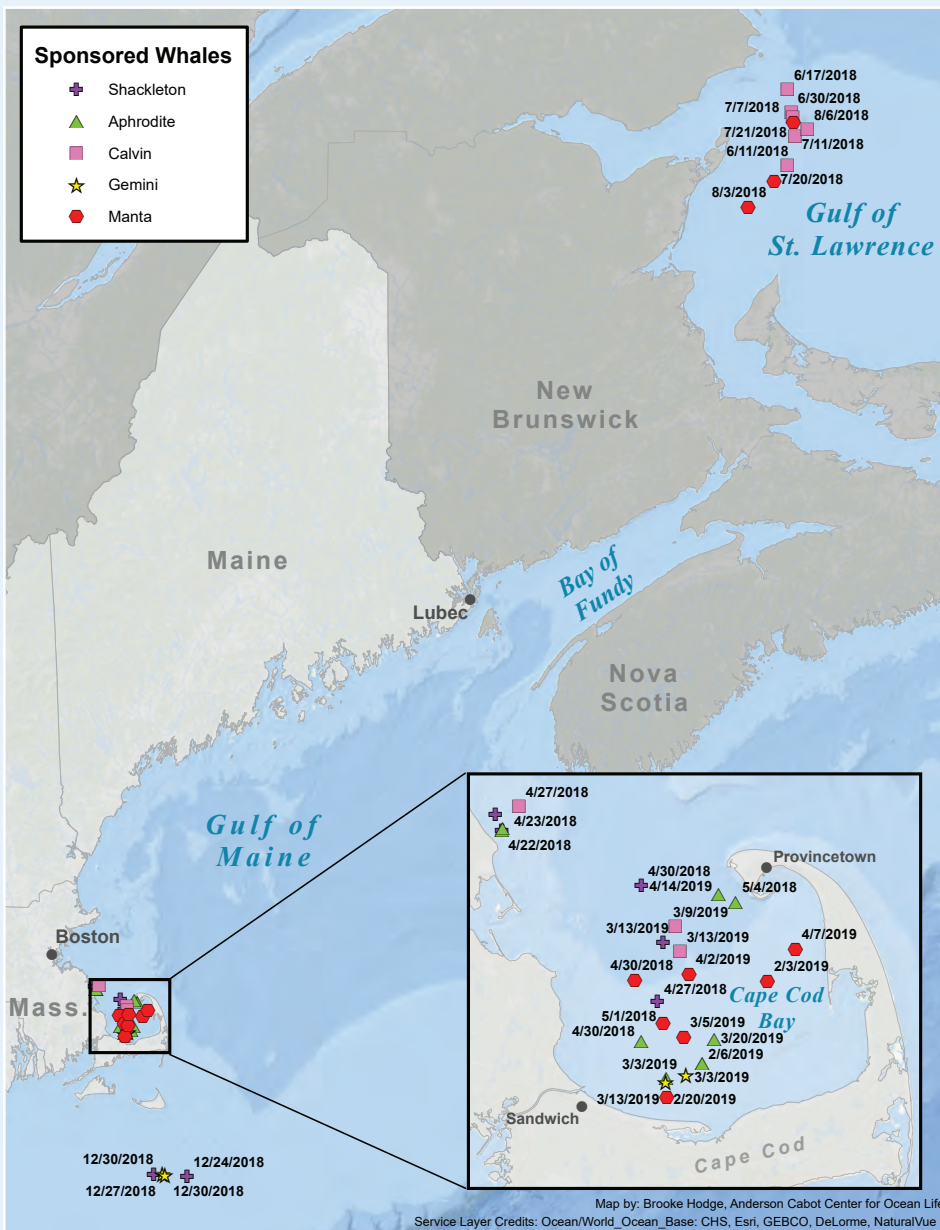 Sponsored Whales
Shackleton
Aphrodite
Calvin
Gemini
Manta
6/17/2018
6/30/2018
7/7/2018
8/6/2018
7/21/2018
7/11/2018
6/11/2018
7/20/2018
8/3/2018
Gulf of
St. Lawrence
New
Brunswick
Maine
Bay of
Fundy
Lubec
Nova
Scotia
Gulf of
Maine
Boston
Mass.
4/27/2018
4/23/2018
4/22/2018
Provincetown
4/30/2018
4/14/2019
5/4/2018
3/9/2019
3/13/2019
3/13/2019
4/7/2019
4/2/2019
4/30/2018
2/3/2019
4/27/2018
Cape Cod
Bay
5/1/2018
3/5/2019
4/30/2018
3/20/2019
2/6/2019
3/3/2019
3/3/2019
3/13/2019
2/20/2019
Sandwich
Cape Cod
12/30/2018
12/24/2018
12/27/2018
12/30/2018
Map by: Brooke Hodge, Anderson Cabot Center for Ocean Life
Service Layer Credits: Ocean/World_Ocean_Base: CHS, Esri, GEBCO, DeLorme, NaturalVue